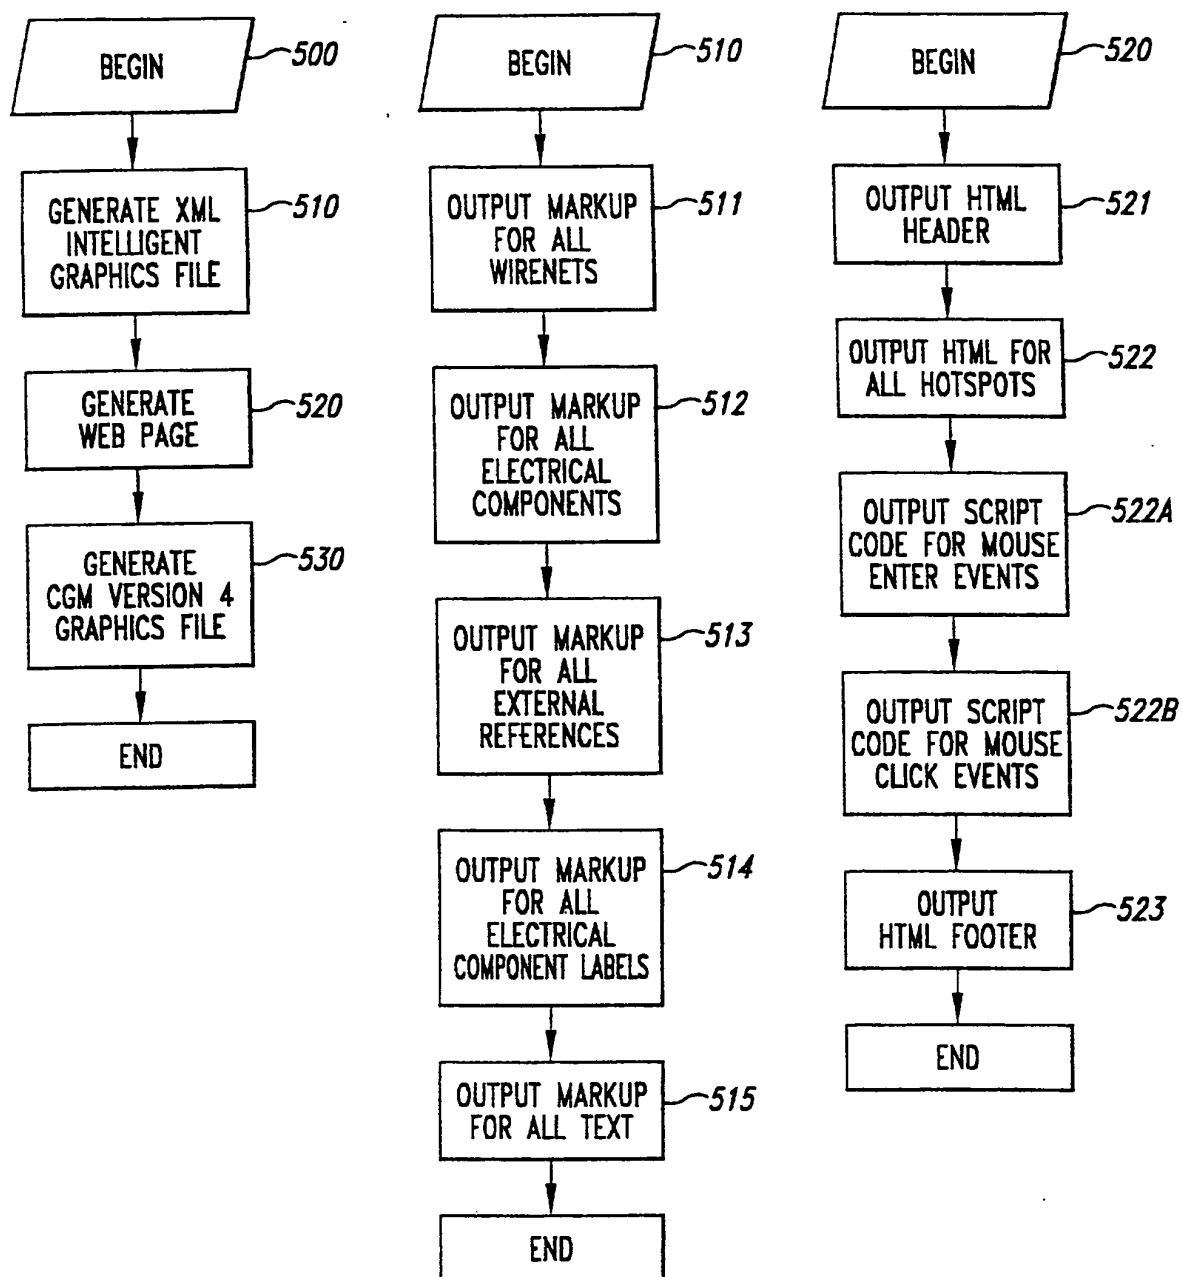 BEGIN
500
GENERATE XML
INTELLIGENT
GRAPHICS FILE
510
GENERATE
WEB PAGE
520
GENERATE
CGM VERSION 4
GRAPHICS FILE
530
END
BEGIN
510
OUTPUT MARKUP
FOR ALL
WIRENETS
511
OUTPUT MARKUP
FOR ALL
ELECTRICAL
COMPONENTS
512
OUTPUT MARKUP
FOR ALL
EXTERNAL
REFERENCES
513
OUTPUT MARKUP
FOR ALL
ELECTRICAL
COMPONENT LABELS
514
OUTPUT MARKUP
FOR ALL TEXT
515
END
BEGIN
520
OUTPUT HTML
HEADER
521
OUTPUT HTML FOR
ALL HOTSPOTS
522
OUTPUT SCRIPT
CODE FOR MOUSE
ENTER EVENTS
522A
OUTPUT SCRIPT
CODE FOR MOUSE
CLICK EVENTS
522B
OUTPUT
HTML FOOTER
523
END